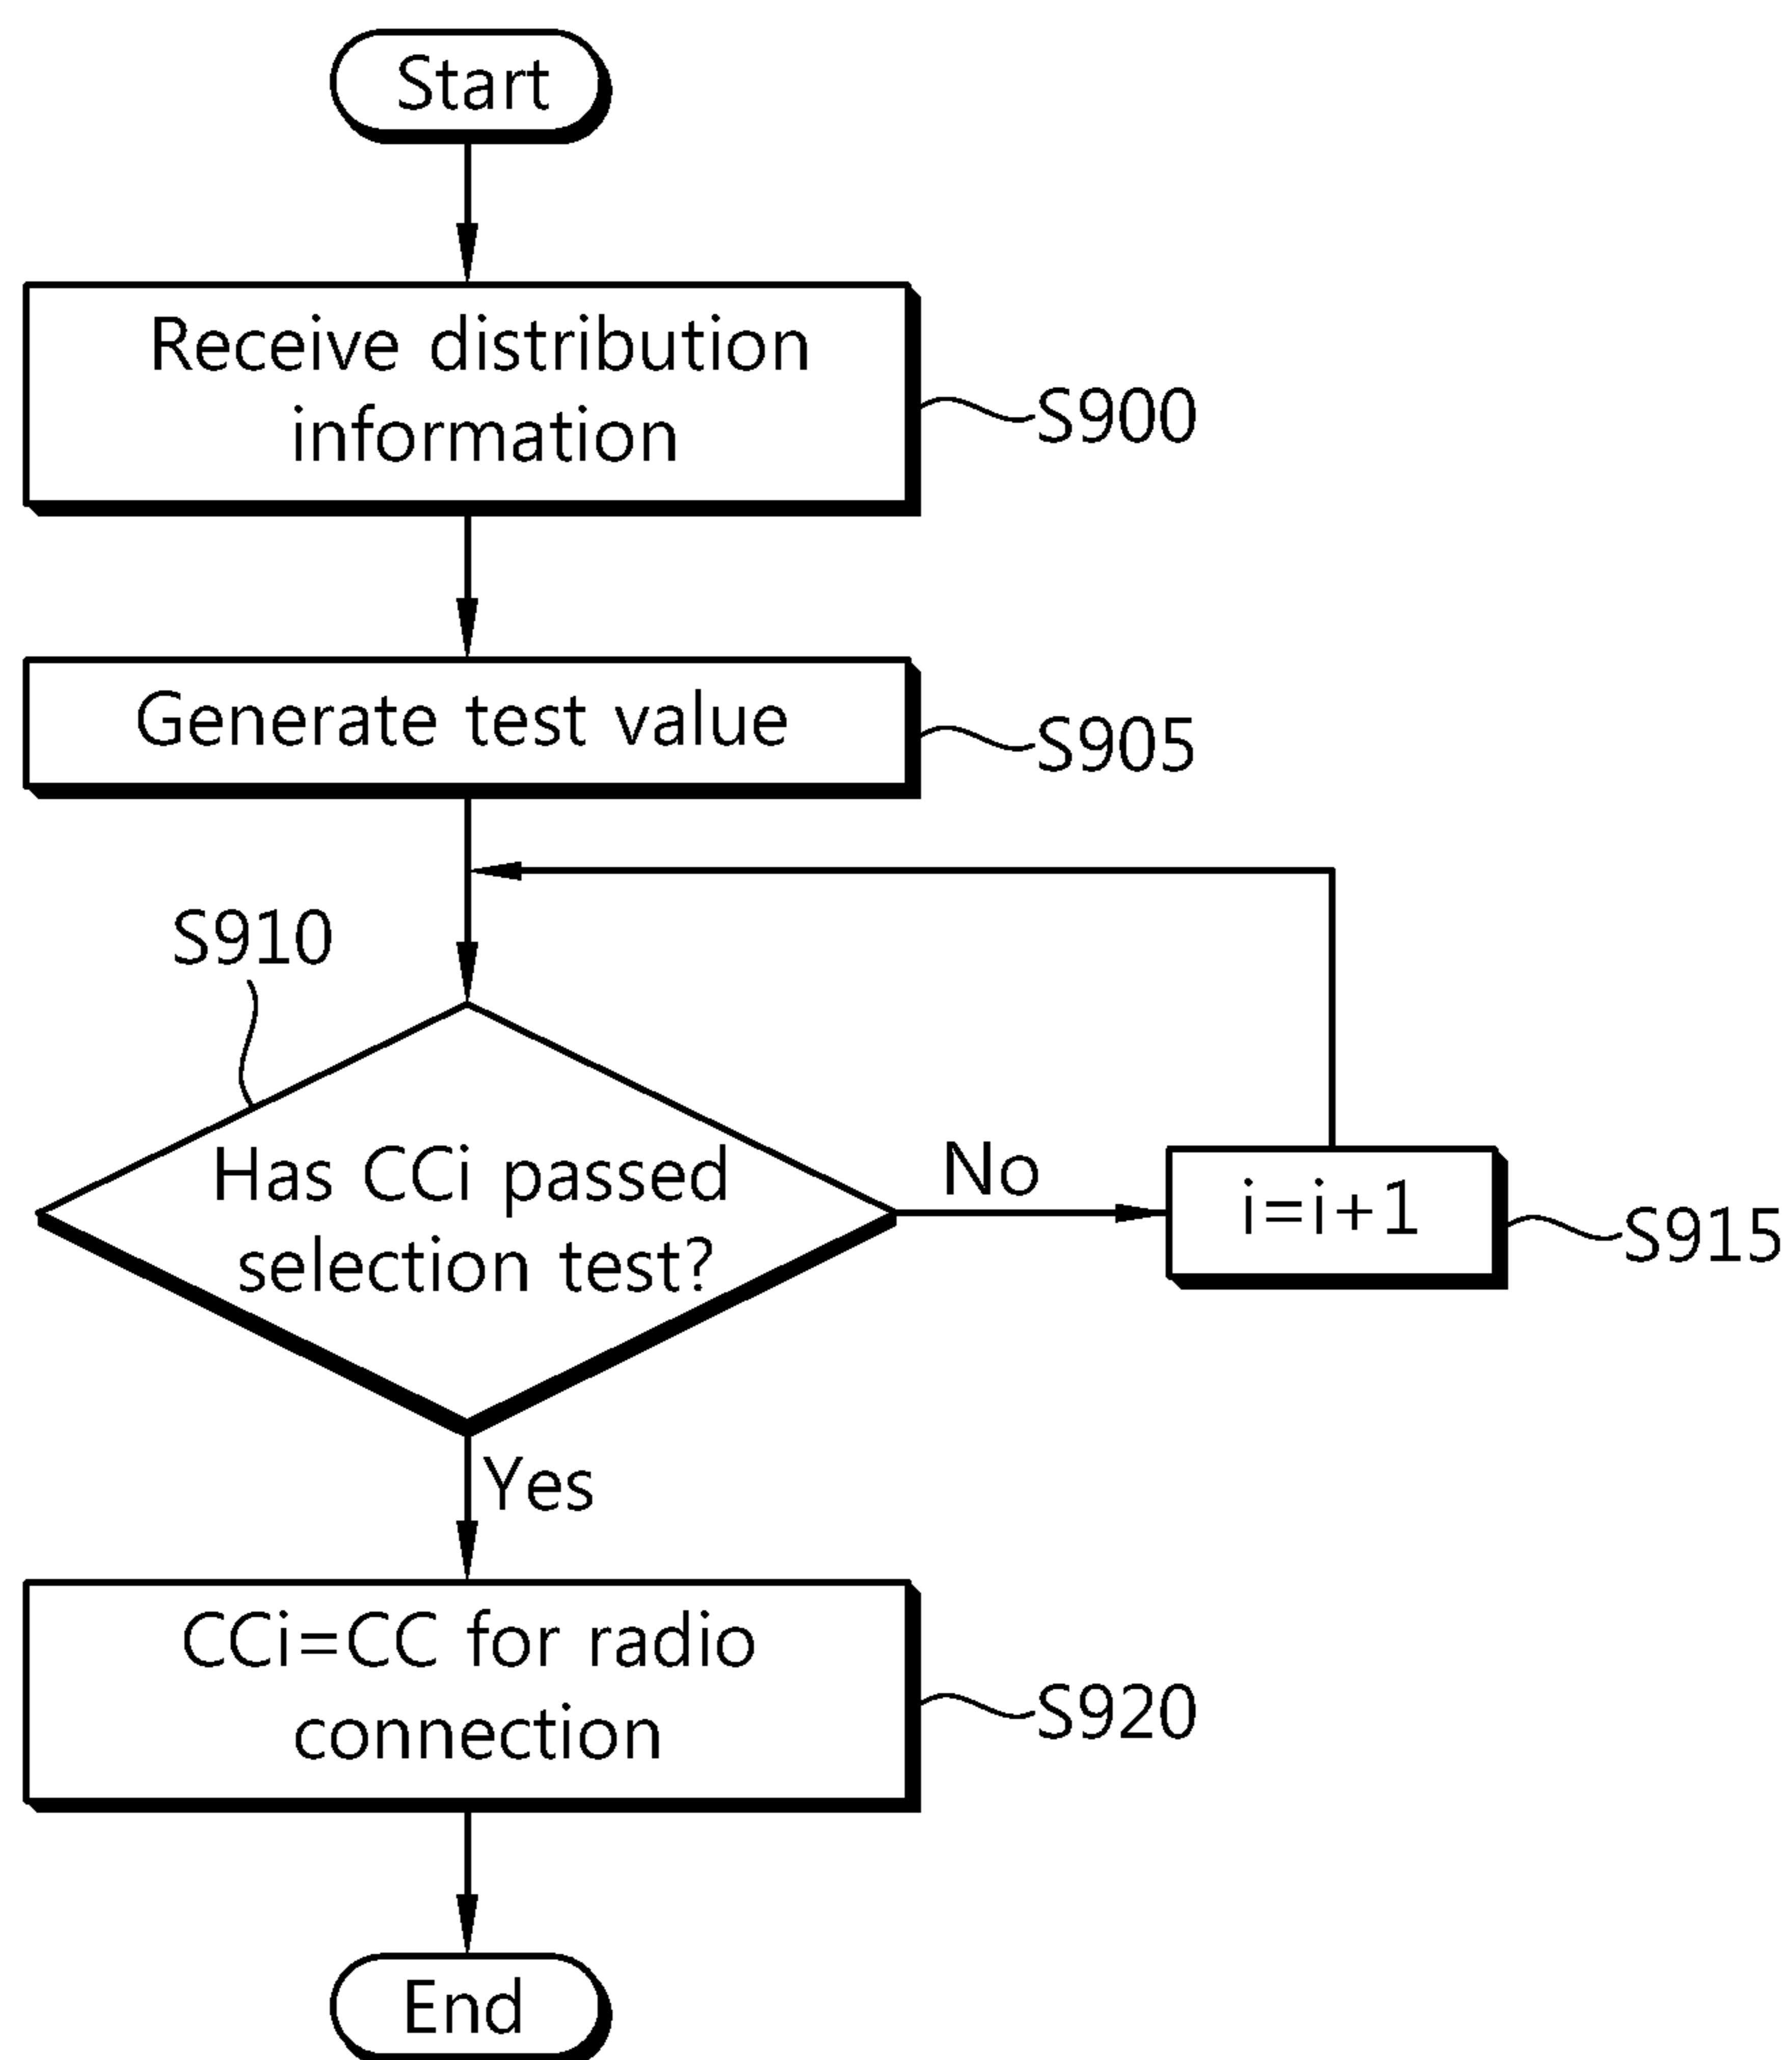 Start
Receive distribution
information
S900
Generate test value
S905
S910
Has CCi passed
selection test?
No
i=i+1
S915
Yes
CCi=CC for radio
connection
S920
End